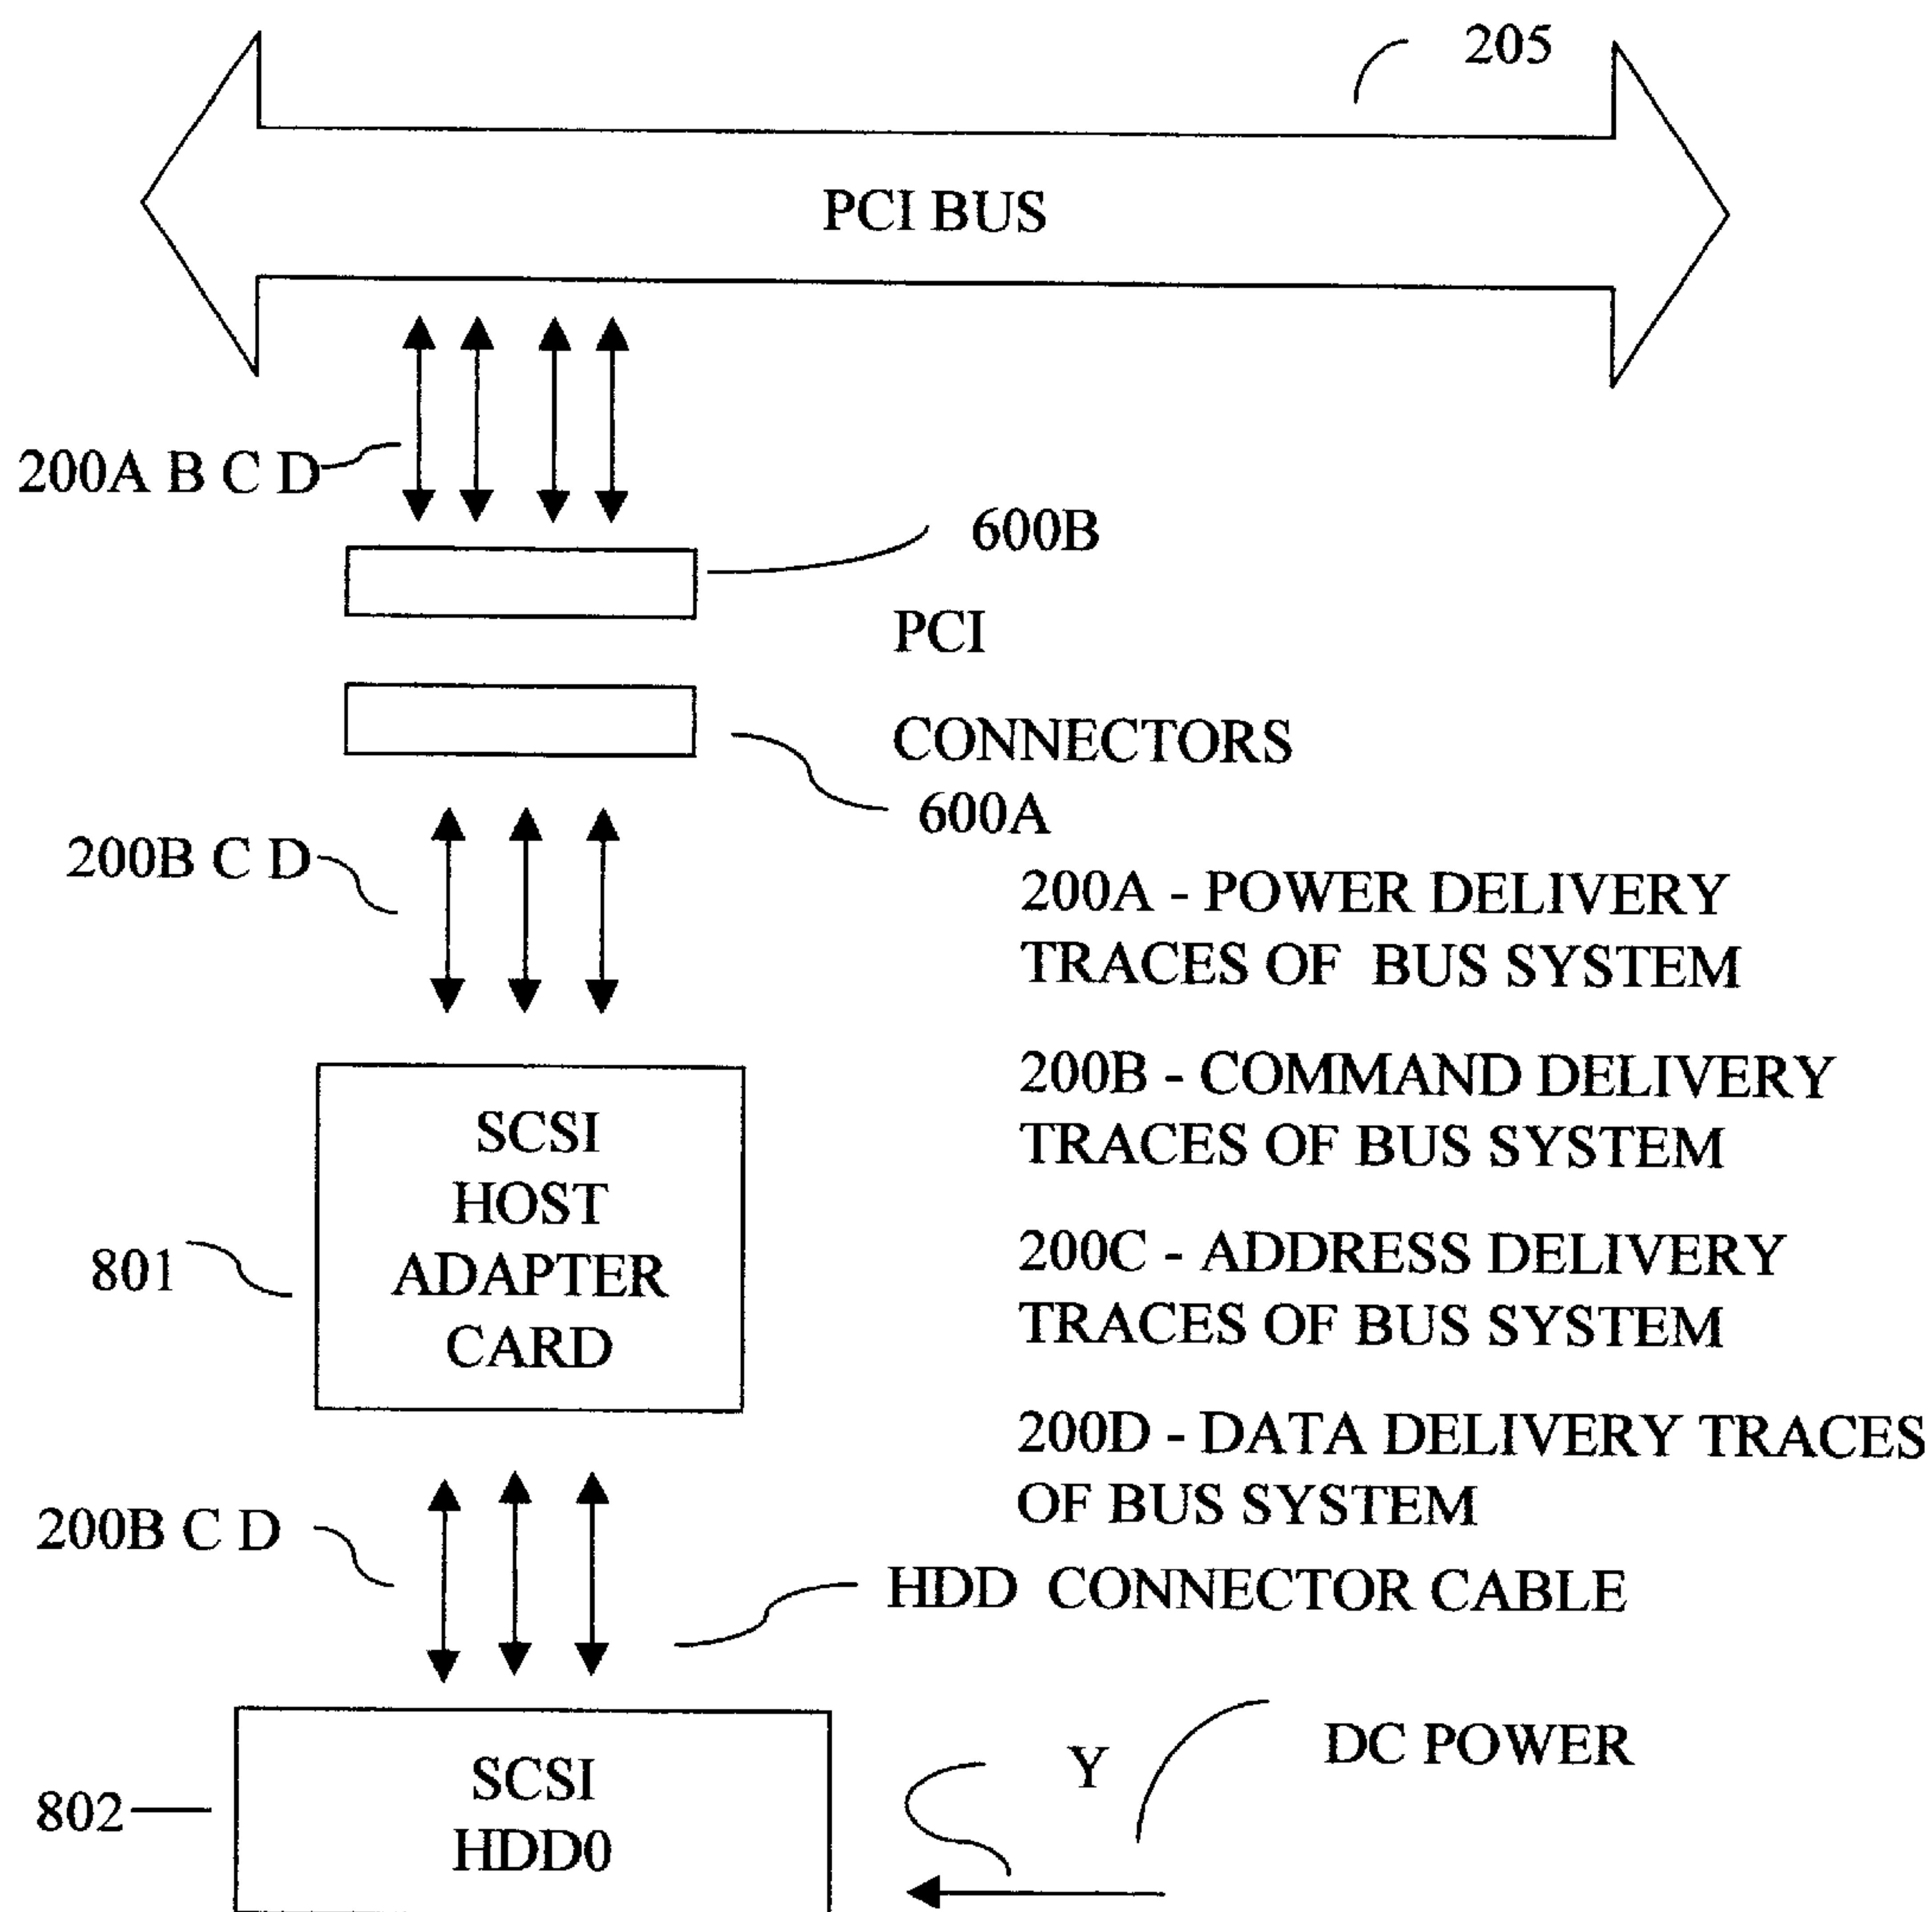 205
PCI BUS
200A B C D
600B
PCI
CONNECTORS
600A
200B C D
200A - POWER DELIVERY
TRACES OF BUS SYSTEM
200B - COMMAND DELIVERY
TRACES OF BUS SYSTEM
SCSI
HOST
ADAPTER
CARD
801
200C - ADDRESS DELIVERY
TRACES OF BUS SYSTEM
200D - DATA DELIVERY TRACES
OF BUS SYSTEM
200B C D
HDD CONNECTOR CABLE
802
SCSI
HDD0
Y
DC POWER